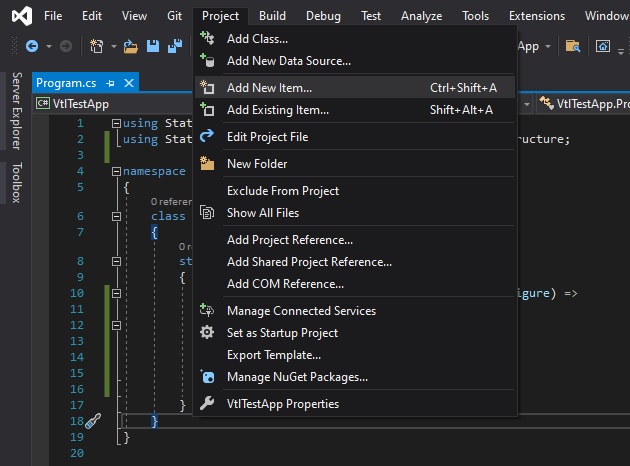 File Edit View Git Project Build Debug Test Analyze Tools Extensions Window
Add Class...
Add New Data Source...
App
Program.cs
Add New Item... Ctrl+Shift+A
C# VtlTestApp
Add Existing Item... Shift+Alt+A
VtlTestApp.Pro
Server Explorer
Toolbox
1 using Stat
2 using Stat
ructure;
Edit Project File
3
New Folder
4 namespace
5 {
Exclude From Project
0 referen
6 class
Show All Files
7 {
Add Project Reference...
0 re
8 st
Add Shared Project Reference...
9 {
Add COM Reference...
10
igure) =>
11
Manage Connected Services
12
Set as Startup Project
13
Export Template...
14
15
Manage NuGet Packages...
16
17 }
VtlTestApp Properties
18 }
19 }
20